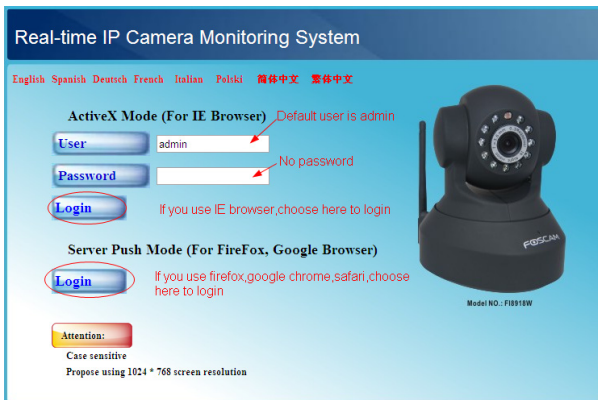 Real-time IP Camera Monitoring System
English Spanish Deutsch French Italian Polski 简体中文 繁体中文
ActiveX Mode (For IE Browser)
Default user is admin
User
admin
No password
Password
Login
If you use IE browser,choose here to login
Server Push Mode (For FireFox, Google Browser)
Login
If you use firefox,google chrome,safari,choose
here to login
FOSCAM
Model NO.: FI8918W
Attention:
Case sensitive
Propose using 1024 * 768 screen resolution